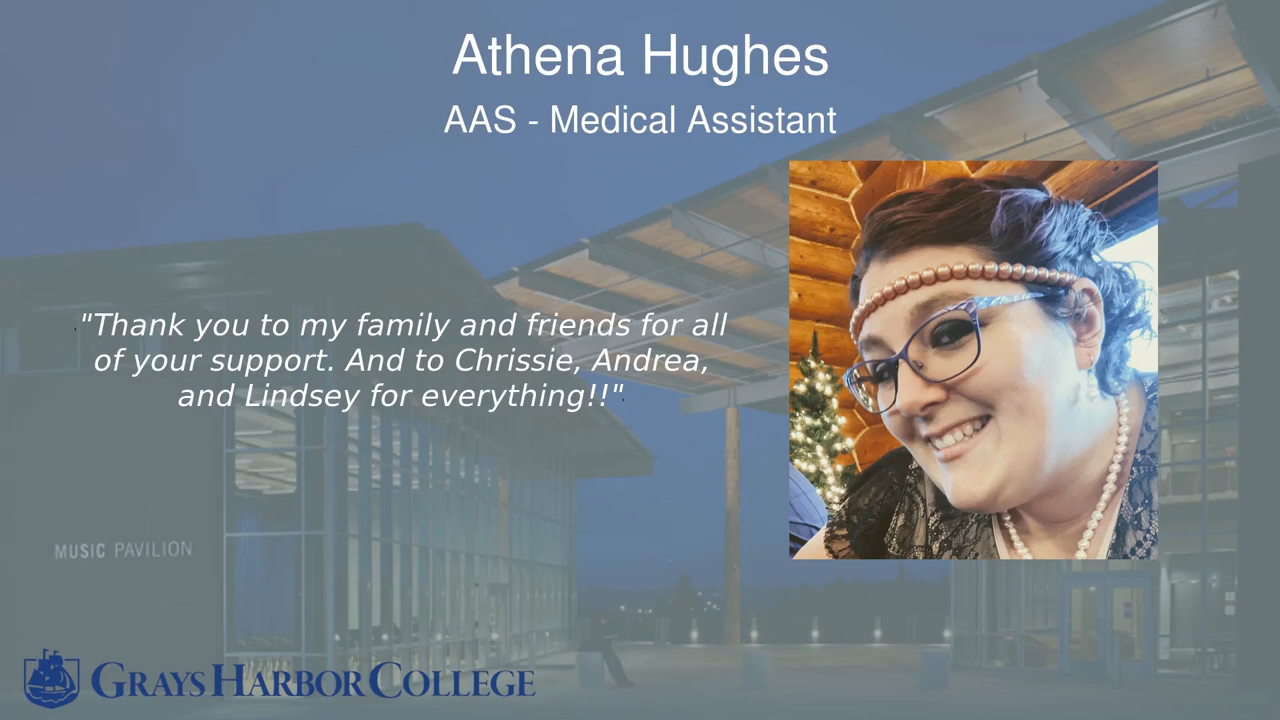 Athena Hughes
AAS - Medical Assistant
"Thank you to my family and friends for all
of your support. And to Chrissie, Andrea,
and Lindsey for everything!!"
MUSIC PAVILION
GRAYS HARBOR COLLEGE